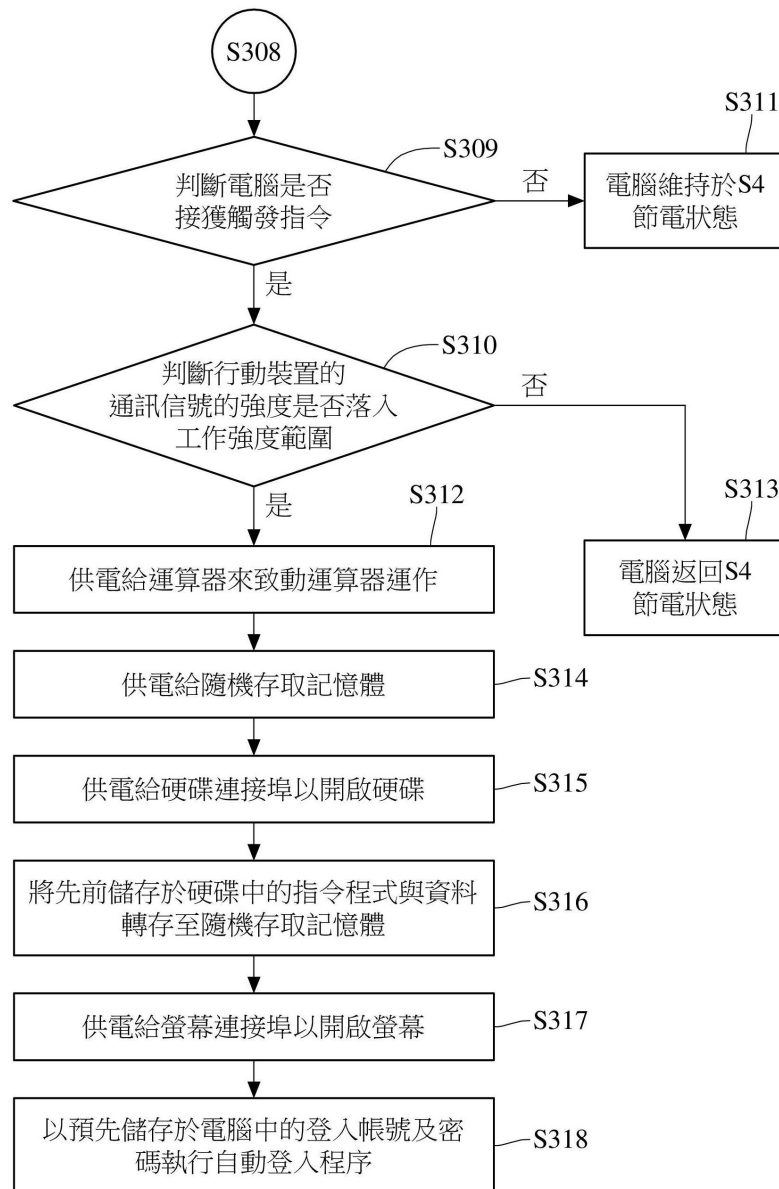 S308
S309
判斷電腦是否
接獲觸發指令
否
S311
電腦維持於S4
節電狀態
是
S310
判斷行動裝置的
通訊信號的強度是否落入
工作強度範圍
否
S313
電腦返回S4
節電狀態
是
S312
供電給運算器來致動運算器運作
供電給隨機存取記憶體
S314
供電給硬碟連接埠以開啟硬碟
S315
將先前儲存於硬碟中的指令程式與資料
轉存至隨機存取記憶體
S316
供電給螢幕連接埠以開啟螢幕
S317
以預先儲存於電腦中的登入帳號及密
碼執行自動登入程序
S318